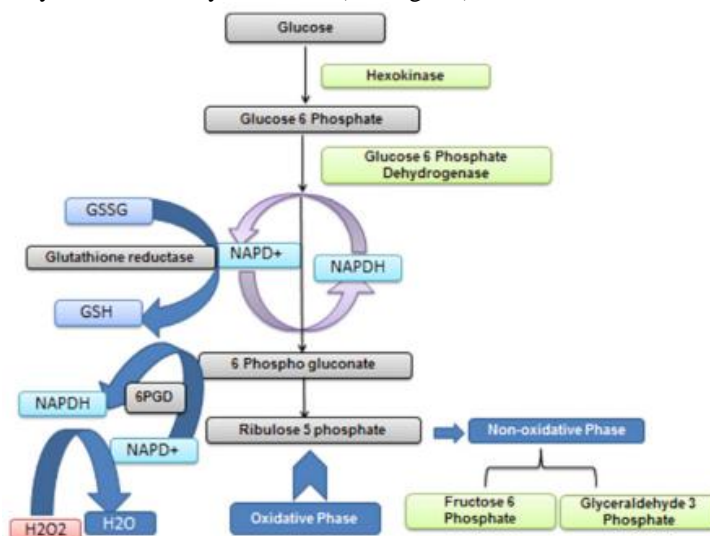 Glucose
Hexokinase
Glucose 6 Phosphate
Glucose 6 Phosphate
Dehydrogenase
GSSG
Glutathione reductase
NAPD+
NAPDH
GSH
6 Phospho gluconate
NAPDH
6PGD
NAPD+
Ribulose 5 phosphate
Non-oxidative Phase
H2O2
H2O
Oxidative Phase
Fructose 6
Phosphate
Glyceraldehyde 3
Phosphate